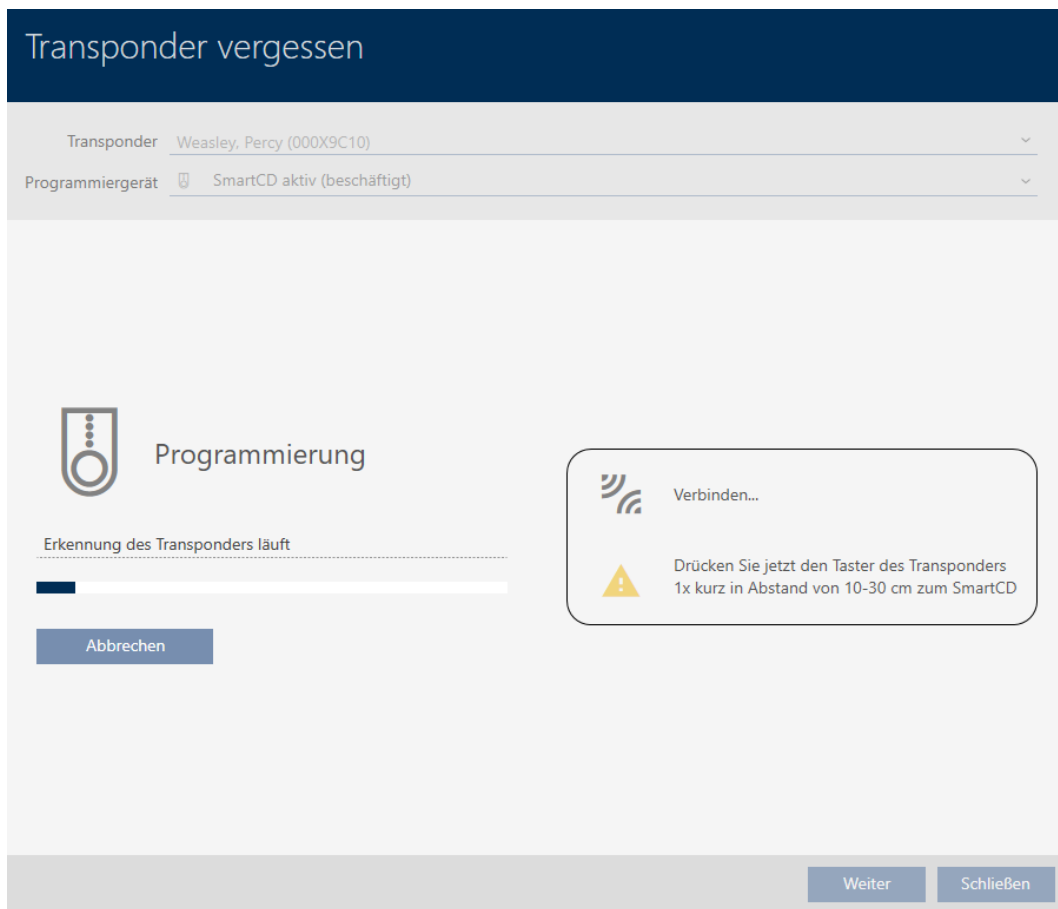 Transponder vergessen
Transponder Weasley, Percy (000X9C10)
Programmiergerät SmartCD aktiv (beschäftigt)
Programmierung
Erkennung des Transponders läuft
Abbrechen
Verbinden...
Drücken Sie jetzt den Taster des Transponders
1x kurz in Abstand von 10-30 cm zum SmartCD
Weiter Schließen